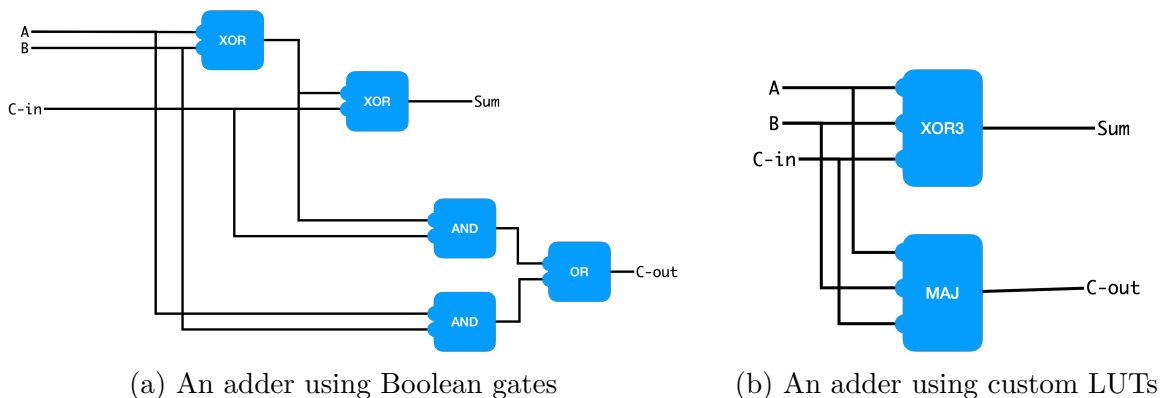 A
B
XOR
C-in
XOR
Sum
AND
OR
C-out
AND
(a) An adder using Boolean gates
A
B
C-in
XOR3
Sum
MAJ
C-out
(b) An adder using custom LUTs